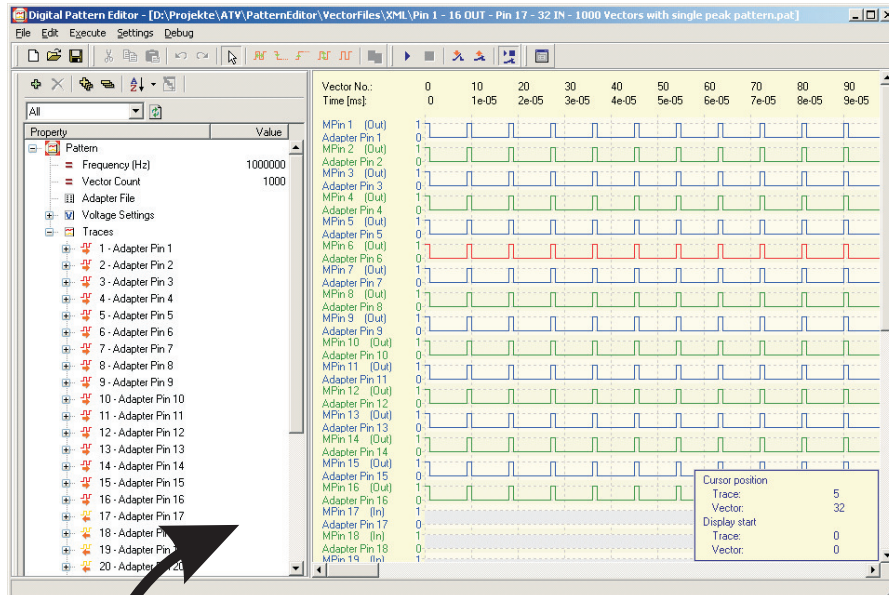 Digital Pattern Editor - [D:\Projekte\ATV\PatternEditor\VectorFiles\XML\Pin 1 - 16 OUT - Pin 17 - 32 IN - 1000 Vectors with single peak pattern.pat]
File Edit Execute Settings Debug
All
Property Value
Pattern
Frequency (Hz) 1000000
Vector Count 1000
Adapter File
Voltage Settings
Traces
1 - Adapter Pin 1
2 - Adapter Pin 2
3 - Adapter Pin 3
4 - Adapter Pin 4
5 - Adapter Pin 5
6 - Adapter Pin 6
7 - Adapter Pin 7
8 - Adapter Pin 8
9 - Adapter Pin 9
10 - Adapter Pin 10
11 - Adapter Pin 11
12 - Adapter Pin 12
13 - Adapter Pin 13
14 - Adapter Pin 14
15 - Adapter Pin 15
16 - Adapter Pin 16
17 - Adapter Pin 17
18 - Adapter
19 - Adapter Pin
20 - Adapter
Vector No.: 0 10 20 30 40 50 60 70 80 90
Time [ms]: 0 1e-05 2e-05 3e-05 4e-05 5e-05 6e-05 7e-05 8e-05 9e-05
MPin 1 (Out) 1
Adapter Pin 1 0
MPin 2 (Out) 1
Adapter Pin 2 0
MPin 3 (Out) 1
Adapter Pin 3 0
MPin 4 (Out) 1
Adapter Pin 4 0
MPin 5 (Out) 1
Adapter Pin 5 0
MPin 6 (Out) 1
Adapter Pin 6 0
MPin 7 (Out) 1
Adapter Pin 7 0
MPin 8 (Out) 1
Adapter Pin 8 0
MPin 9 (Out) 1
Adapter Pin 9 0
MPin 10 (Out) 1
Adapter Pin 10 0
MPin 11 (Out) 1
Adapter Pin 11 0
MPin 12 (Out) 1
Adapter Pin 12 0
MPin 13 (Out) 1
Adapter Pin 13 0
MPin 14 (Out) 1
Adapter Pin 14 0
MPin 15 (Out) 1
Adapter Pin 15 0
MPin 16 (Out) 1
Adapter Pin 16 0
MPin 17 (In) 1
Adapter Pin 17 0
MPin 18 (In) 1
Adapter Pin 18 0
MPin 19 (In) 1
Cursor position
Trace: 5
Vector: 32
Display start
Trace: 0
Vector: 0